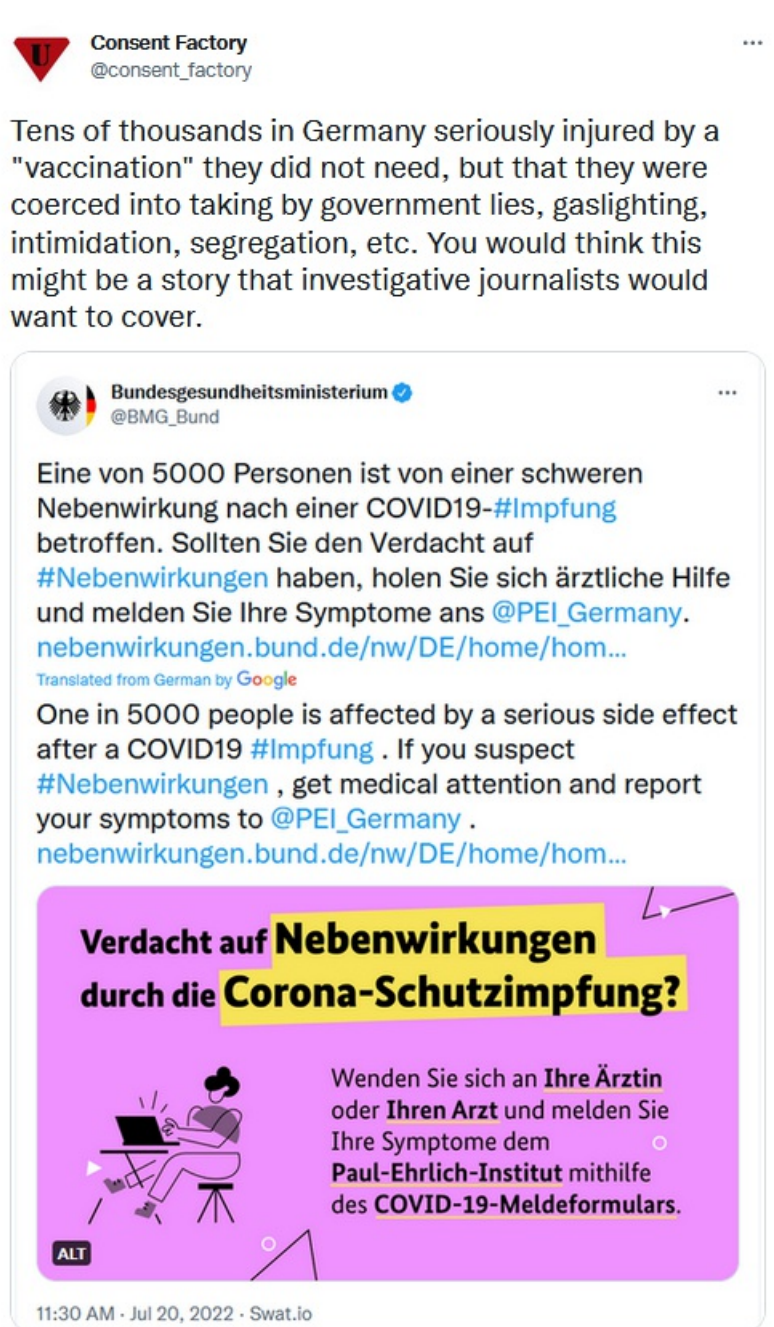 Consent Factory
@consent_factory
Tens of thousands in Germany seriously injured by a
"vaccination" they did not need, but that they were
coerced into taking by government lies, gaslighting,
intimidation, segregation, etc. You would think this
might be a story that investigative journalists would
want to cover.
Bundesgesundheitsministerium
@BMG_Bund
Eine von 5000 Personen ist von einer schweren
Nebenwirkung nach einer COVID19-#Impfung
betroffen. Sollten Sie den Verdacht auf
#Nebenwirkungen haben, holen Sie sich ärztliche Hilfe
und melden Sie Ihre Symptome ans @PEI_Germany.
nebenwirkungen.bund.de/nw/DE/home/hom...
Translated from German by Google
One in 5000 people is affected by a serious side effect
after a COVID19 #Impfung . If you suspect
#Nebenwirkungen , get medical attention and report
your symptoms to @PEI_Germany .
nebenwirkungen.bund.de/nw/DE/home/hom...
Verdacht auf Nebenwirkungen
durch die Corona-Schutzimpfung?
Wenden Sie sich an Ihre Ärztin
oder Ihren Arzt und melden Sie
Ihre Symptome dem
Paul-Ehrlich-Institut mithilfe
des COVID-19-Meldeformulars.
ALT
11:30 AM · Jul 20, 2022 · Swat.io